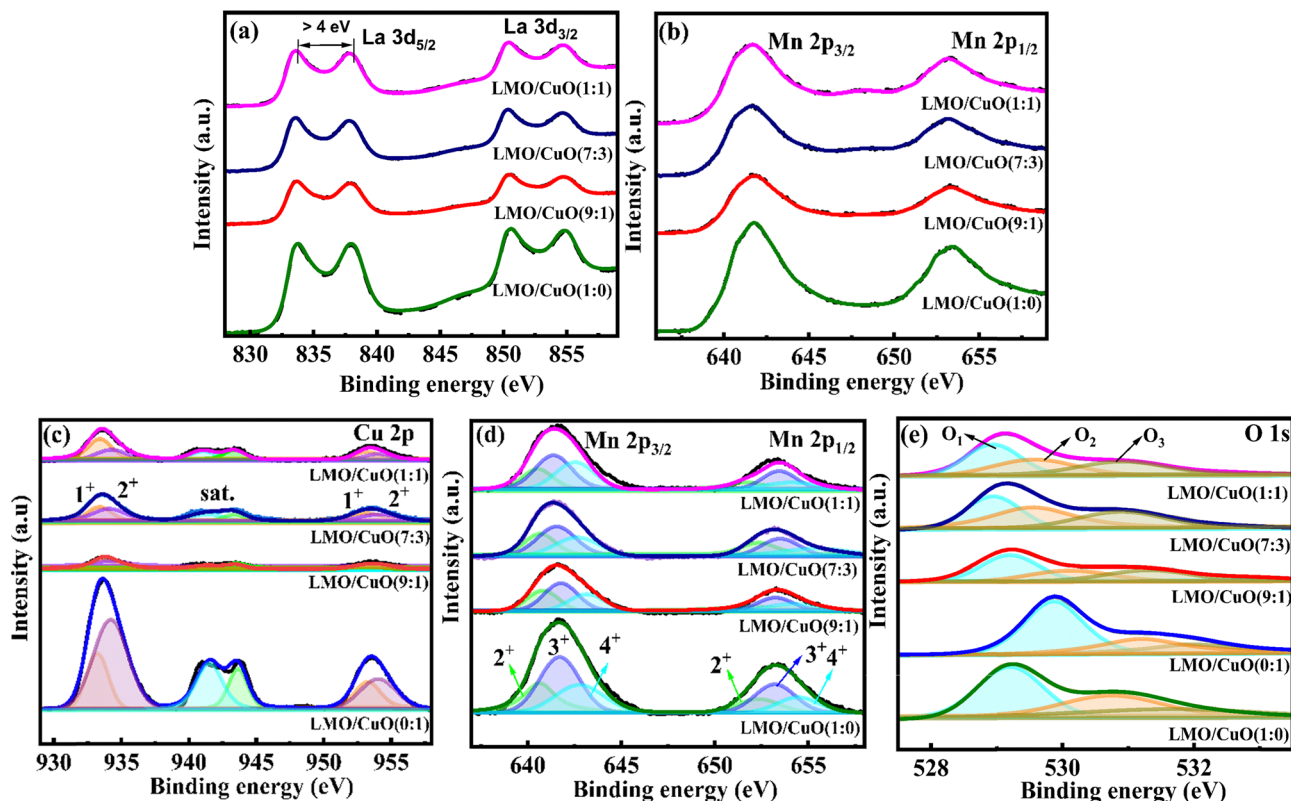 (a)
> 4 eV
La 3d5/2
La 3d3/2
LMO/CuO(1:1)
LMO/CuO(7:3)
LMO/CuO(9:1)
LMO/CuO(1:0)
Intensity (a.u.)
830 835 840 845 850 855
Binding energy (eV)
(b)
Mn 2p3/2
Mn 2p1/2
LMO/CuO(1:1)
LMO/CuO(7:3)
LMO/CuO(9:1)
LMO/CuO(1:0)
Intensity (a.u.)
640 645 650 655
Binding energy (eV)
(c)
Cu 2p
LMO/CuO(1:1)
1+ 2+ sat. 1+ 2+
LMO/CuO(7:3)
LMO/CuO(9:1)
LMO/CuO(0:1)
Intensity (a.u)
930 935 940 945 950 955
Binding energy (eV)
(d)
Mn 2p3/2
Mn 2p1/2
LMO/CuO(1:1)
LMO/CuO(7:3)
LMO/CuO(9:1)
2+ 3+ 4+ 2+ 3+ 4+
LMO/CuO(1:0)
Intensity (a.u.)
640 645 650 655
Binding energy (eV)
(e)
O1 O2 O3 O 1s
LMO/CuO(1:1)
LMO/CuO(7:3)
LMO/CuO(9:1)
LMO/CuO(0:1)
LMO/CuO(1:0)
Intensity (a.u.)
528 530 532
Binding energy (eV)